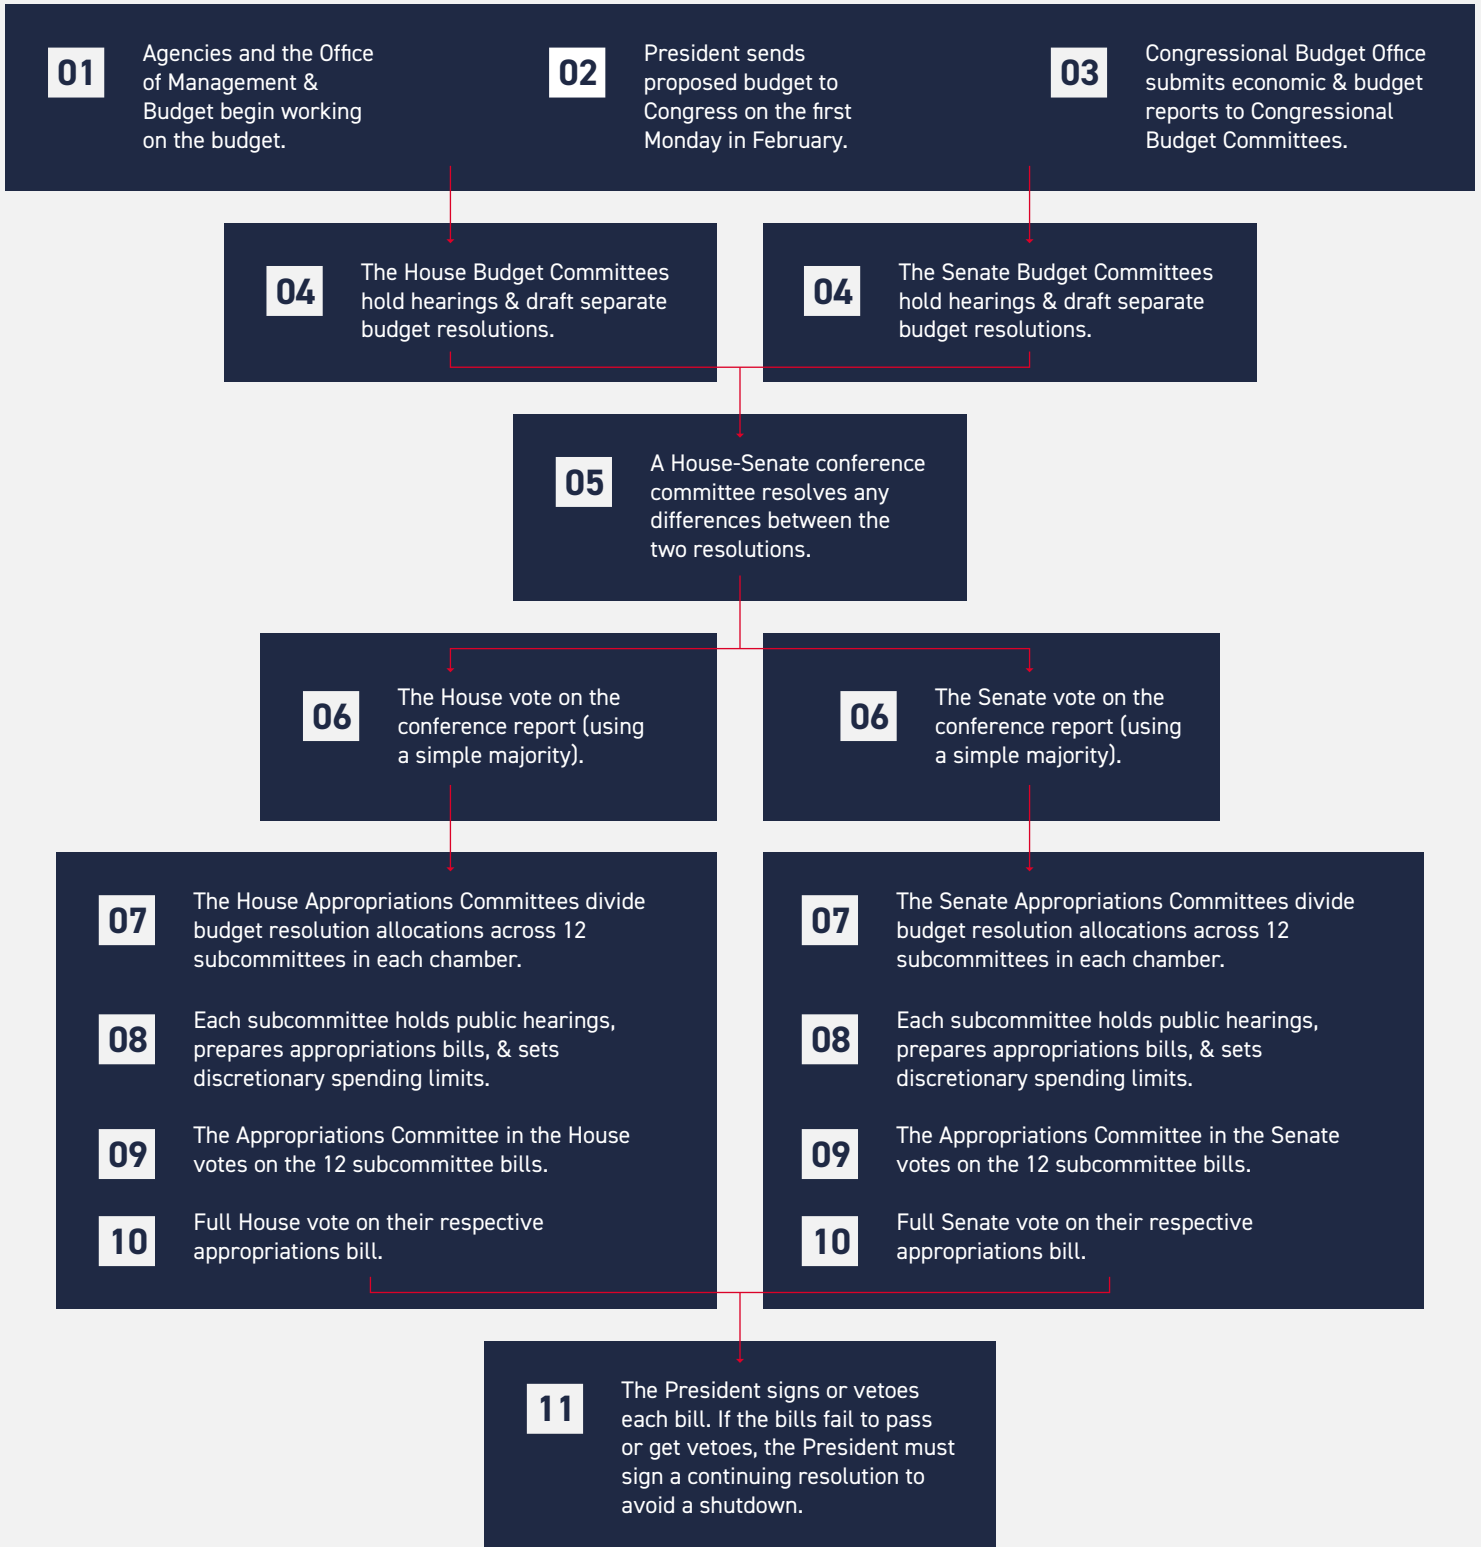 01
Agencies and the Office
of Management &
Budget begin working
on the budget.
02
President sends
proposed budget to
Congress on the first
Monday in February.
03
Congressional Budget Office
submits economic & budget
reports to Congressional
Budget Committees.
04
The House Budget Committees
hold hearings & draft separate
budget resolutions.
04
The Senate Budget Committees
hold hearings & draft separate
budget resolutions.
05
A House-Senate conference
committee resolves any
differences between the
two resolutions.
06
The House vote on the
conference report (using
a simple majority).
06
The Senate vote on the
conference report (using
a simple majority).
07
The House Appropriations Committees divide
budget resolution allocations across 12
subcommittees in each chamber.
08
Each subcommittee holds public hearings,
prepares appropriations bills, & sets
discretionary spending limits.
09
The Appropriations Committee in the House
votes on the 12 subcommittee bills.
10
Full House vote on their respective
appropriations bill.
07
The Senate Appropriations Committees divide
budget resolution allocations across 12
subcommittees in each chamber.
08
Each subcommittee holds public hearings,
prepares appropriations bills, & sets
discretionary spending limits.
09
The Appropriations Committee in the Senate
votes on the 12 subcommittee bills.
10
Full Senate vote on their respective
appropriations bill.
11
The President signs or vetoes
each bill. If the bills fail to pass
or get vetoes, the President must
sign a continuing resolution to
avoid a shutdown.